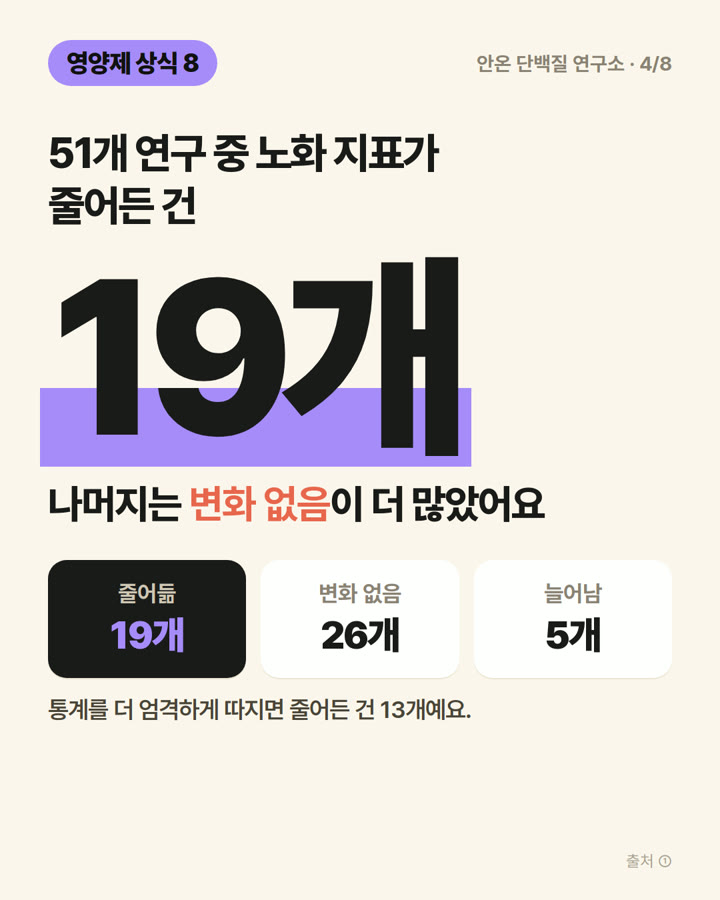 영양제 상식 8
안온 단백질 연구소 · 4/8
51개 연구 중 노화 지표가
줄어든 건
19개
나머지는 변화 없음이 더 많았어요
줄어듦
변화 없음
늘어남
19개
26개
5개
통계를 더 엄격하게 따지면 줄어든 건 13개예요.
출처 ①